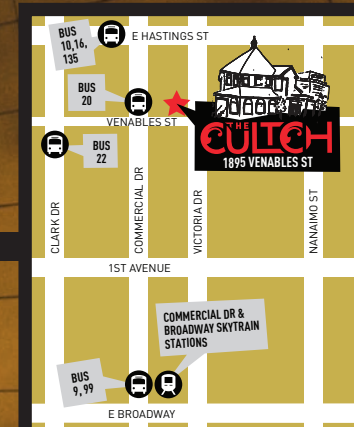 BUS
10,16,
135
E HASTINGS ST
BUS
20
VENABLES ST
THE
CULTCH
1895 VENABLES ST
BUS
22
CLARK DR
COMMERCIAL DR
VICTORIA DR
NANAIMO ST
1ST AVENUE
COMMERCIAL DR &
BROADWAY SKYTRAIN
STATIONS
BUS
9, 99
E BROADWAY